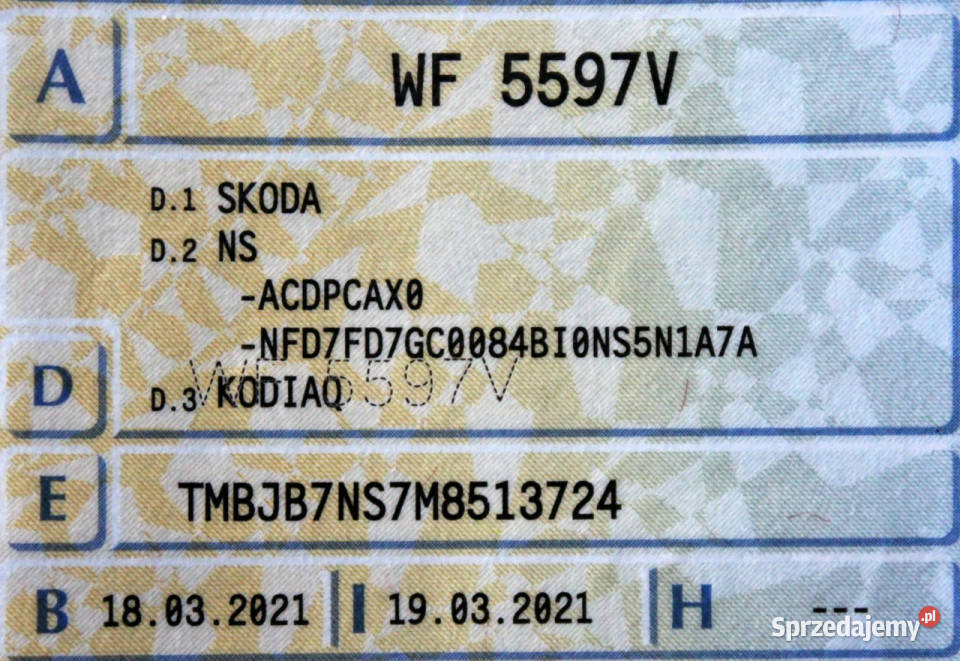 A WF 5597V
D.1 SKODA
D.2 NS
-ACDPCAX0
-NFD7FD7GC0084BI0NS5N1A7A
WF 5597V
D D.3 KODIAQ
E TMBJB7NS7M8513724
B 18.03.2021 I 19.03.2021 H ---
Sprzedajemy.pl